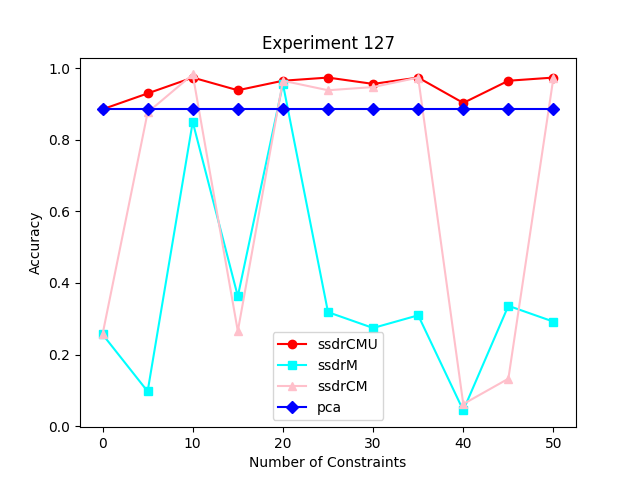 Experiment 127
Accuracy
1.0
0.8
0.6
0.4
0.2
0.0
ssdrCMU
ssdrM
ssdrCM
pca
0 10 20 30 40 50
Number of Constraints